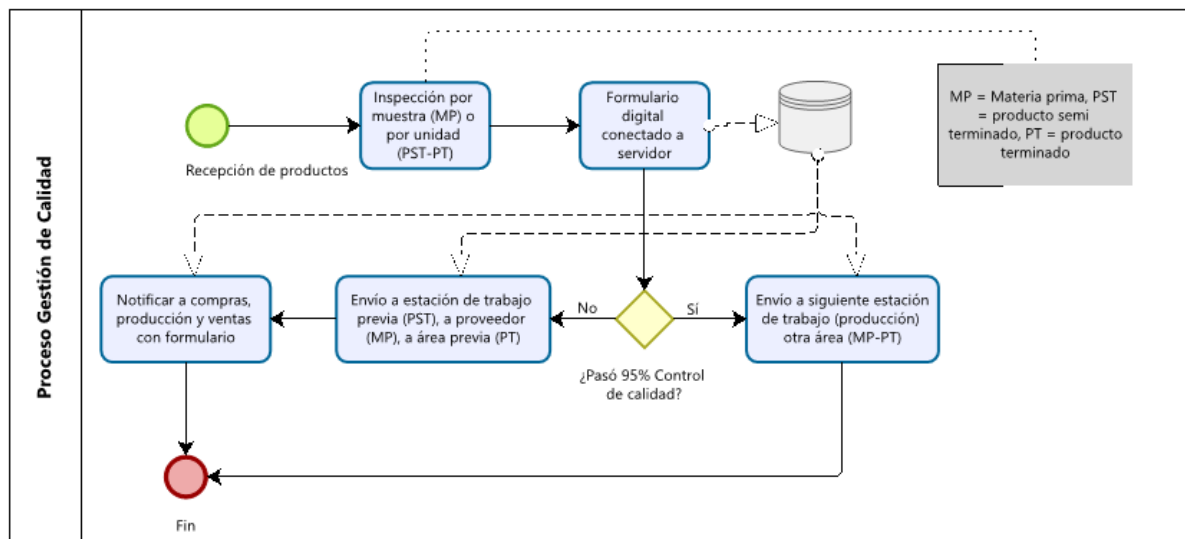 Proceso Gestión de Calidad
Inspección por
muestra (MP) o
por unidad
(PST-PT)
Formulario
digital
conectado a
servidor
MP = Materia prima, PST
= producto semi
terminado, PT = producto
terminado
Recepción de productos
Notificar a compras,
producción y ventas
con formulario
Envío a estación de trabajo
previa (PST), a proveedor
(MP), a área previa (PT)
No
Sí
Envío a siguiente estación
de trabajo (producción)
otra área (MP-PT)
¿Pasó 95% Control
de calidad?
Fin